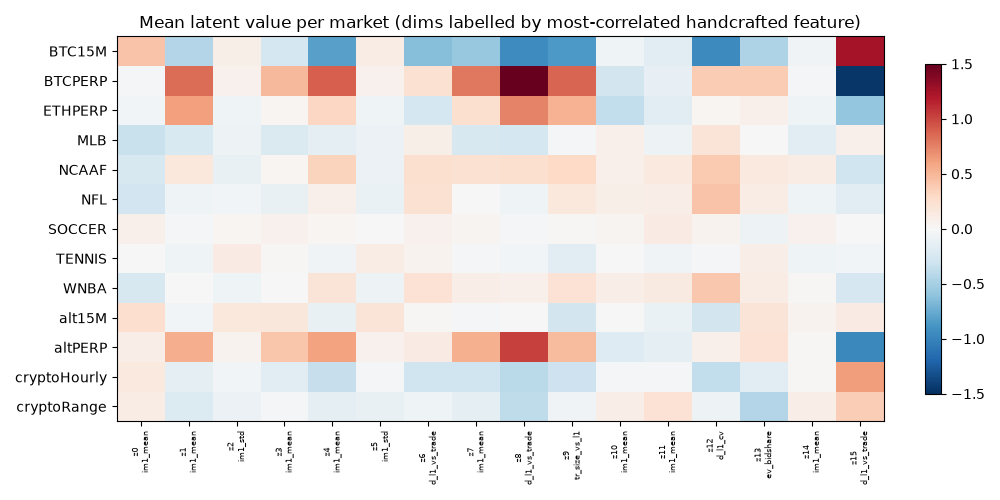 Mean latent value per market (dims labelled by most-correlated handcrafted feature)
BTC15M
BTCPERP
ETHPERP
MLB
NCAAF
NFL
SOCCER
TENNIS
WNBA
alt15M
altPERP
cryptoHourly
cryptoRange
z0
im1_mean
z1
im1_mean
z2
im1_std
z3
im1_mean
z4
im1_mean
z5
im1_std
z6
d_l1_vs_trade
z7
im1_mean
z8
d_l1_vs_trade
z9
tr_size_vs_l1
z10
im1_mean
z11
im1_mean
z12
d_l1_cv
z13
ev_bidshare
z14
im1_mean
z15
d_l1_vs_trade
1.5
1.0
0.5
0.0
−0.5
−1.0
−1.5